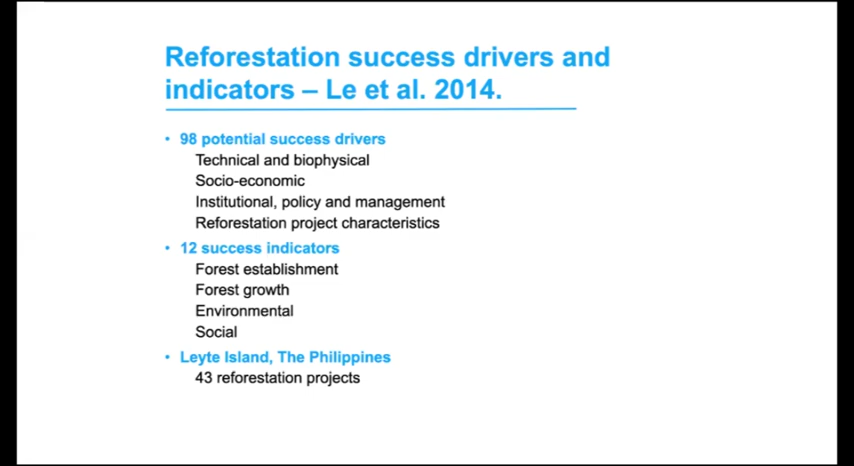 Reforestation success drivers and
indicators – Le et al. 2014.
• 98 potential success drivers
Technical and biophysical
Socio-economic
Institutional, policy and management
Reforestation project characteristics
• 12 success indicators
Forest establishment
Forest growth
Environmental
Social
• Leyte Island, The Philippines
43 reforestation projects